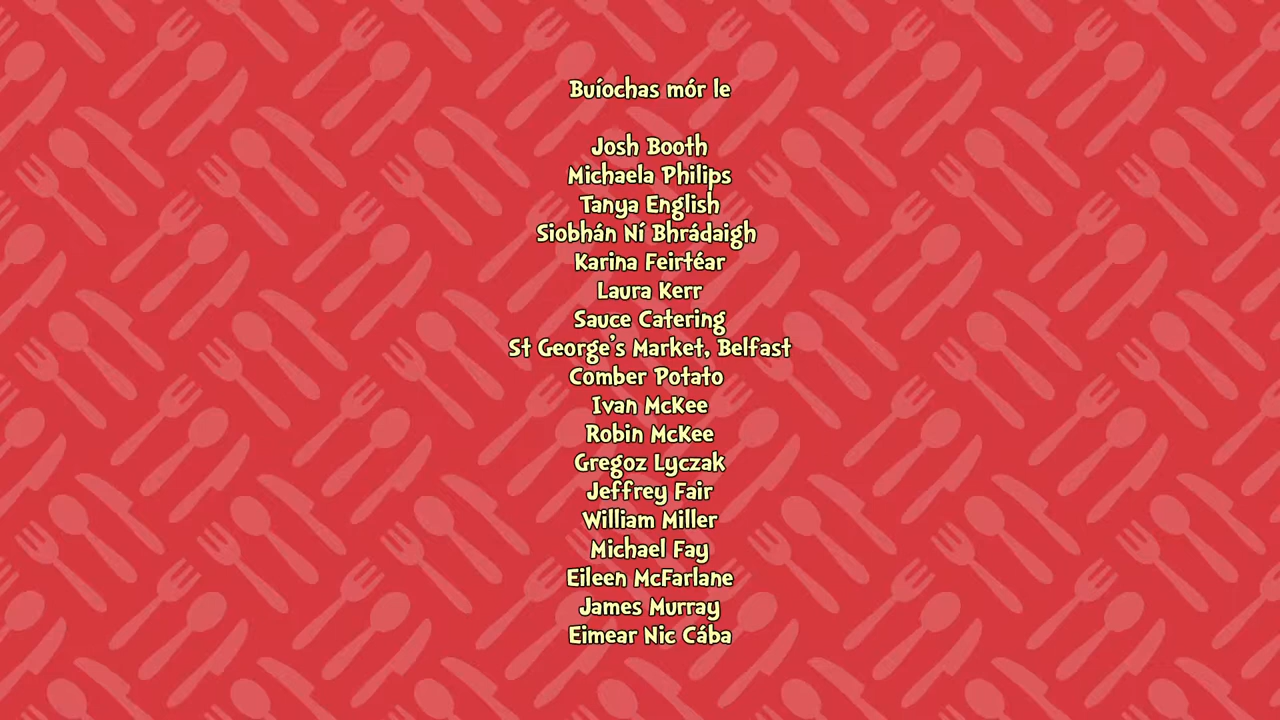 Buíochas mór le
Josh Booth
Michaela Philips
Tanya English
Siobhán Ní Bhrádaigh
Karina Feirtéar
Laura Kerr
Sauce Catering
St George's Market, Belfast
Comber Potato
Ivan McKee
Robin McKee
Gregoz Lyczak
Jeffrey Fair
William Miller
Michael Fay
Eileen McFarlane
James Murray
Eimear Nic Cába